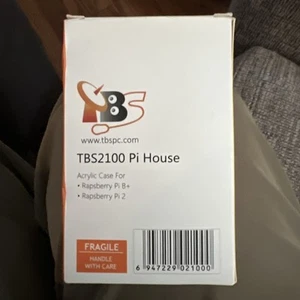 TBS
www.tbspc.com
TBS2100 Pi House
Acrylic Case For
• Rapsberry Pi B+
• Rapsberry Pi 2
FRAGILE
HANDLE
WITH CARE
6 947229 021000